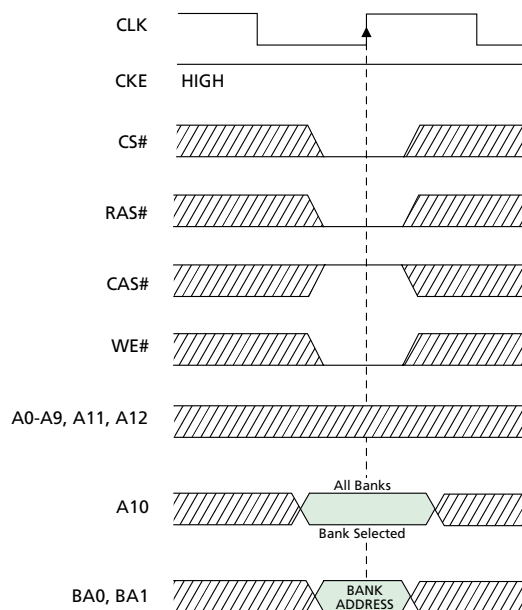 CLK
CKE HIGH
CS#
RAS#
CAS#
WE#
A0-A9, A11, A12
All Banks
A10
Bank Selected
BA0, BA1
BANK
ADDRESS